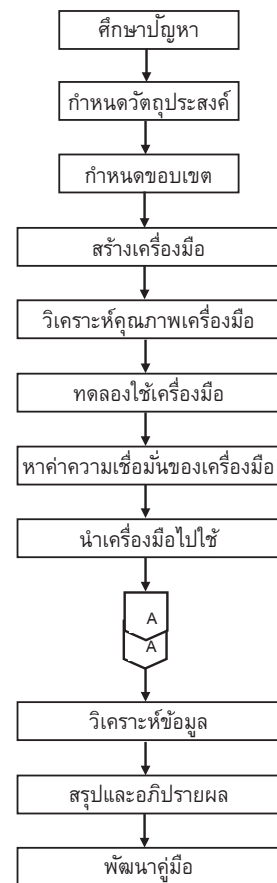 ศึกษาปัญหา
กำหนดวัตถุประสงค์
กำหนดขอบเขต
สร้างเครื่องมือ
วิเคราะห์คุณภาพเครื่องมือ
ทดลองใช้เครื่องมือ
หาค่าความเชื่อมั่นของเครื่องมือ
นำเครื่องมือไปใช้
A
A
วิเคราะห์ข้อมูล
สรุปและอภิปรายผล
พัฒนาคู่มือ